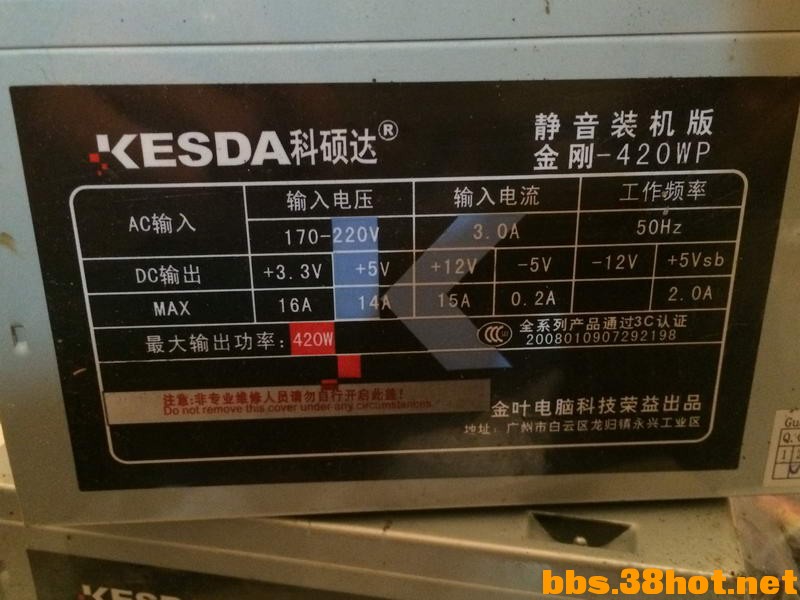 KESDA科硕达®
静音装机版
金刚-420WP
AC输入 输入电压 输入电流 工作频率
170-220V 3.0A 50Hz
DC输出 +3.3V +5V +12V -5V -12V +5Vsb
MAX 16A 14A 15A 0.2A 2.0A
最大输出功率: 420W
全系列产品通过3C认证
2008010907292198
注意:非专业维修人员请勿自行开启此盖!
Do not remove this cover under any circumstances
金叶电脑科技荣益出品
地址: 广州市白云区龙归镇永兴工业区
KESDA
bbs.38hot.net